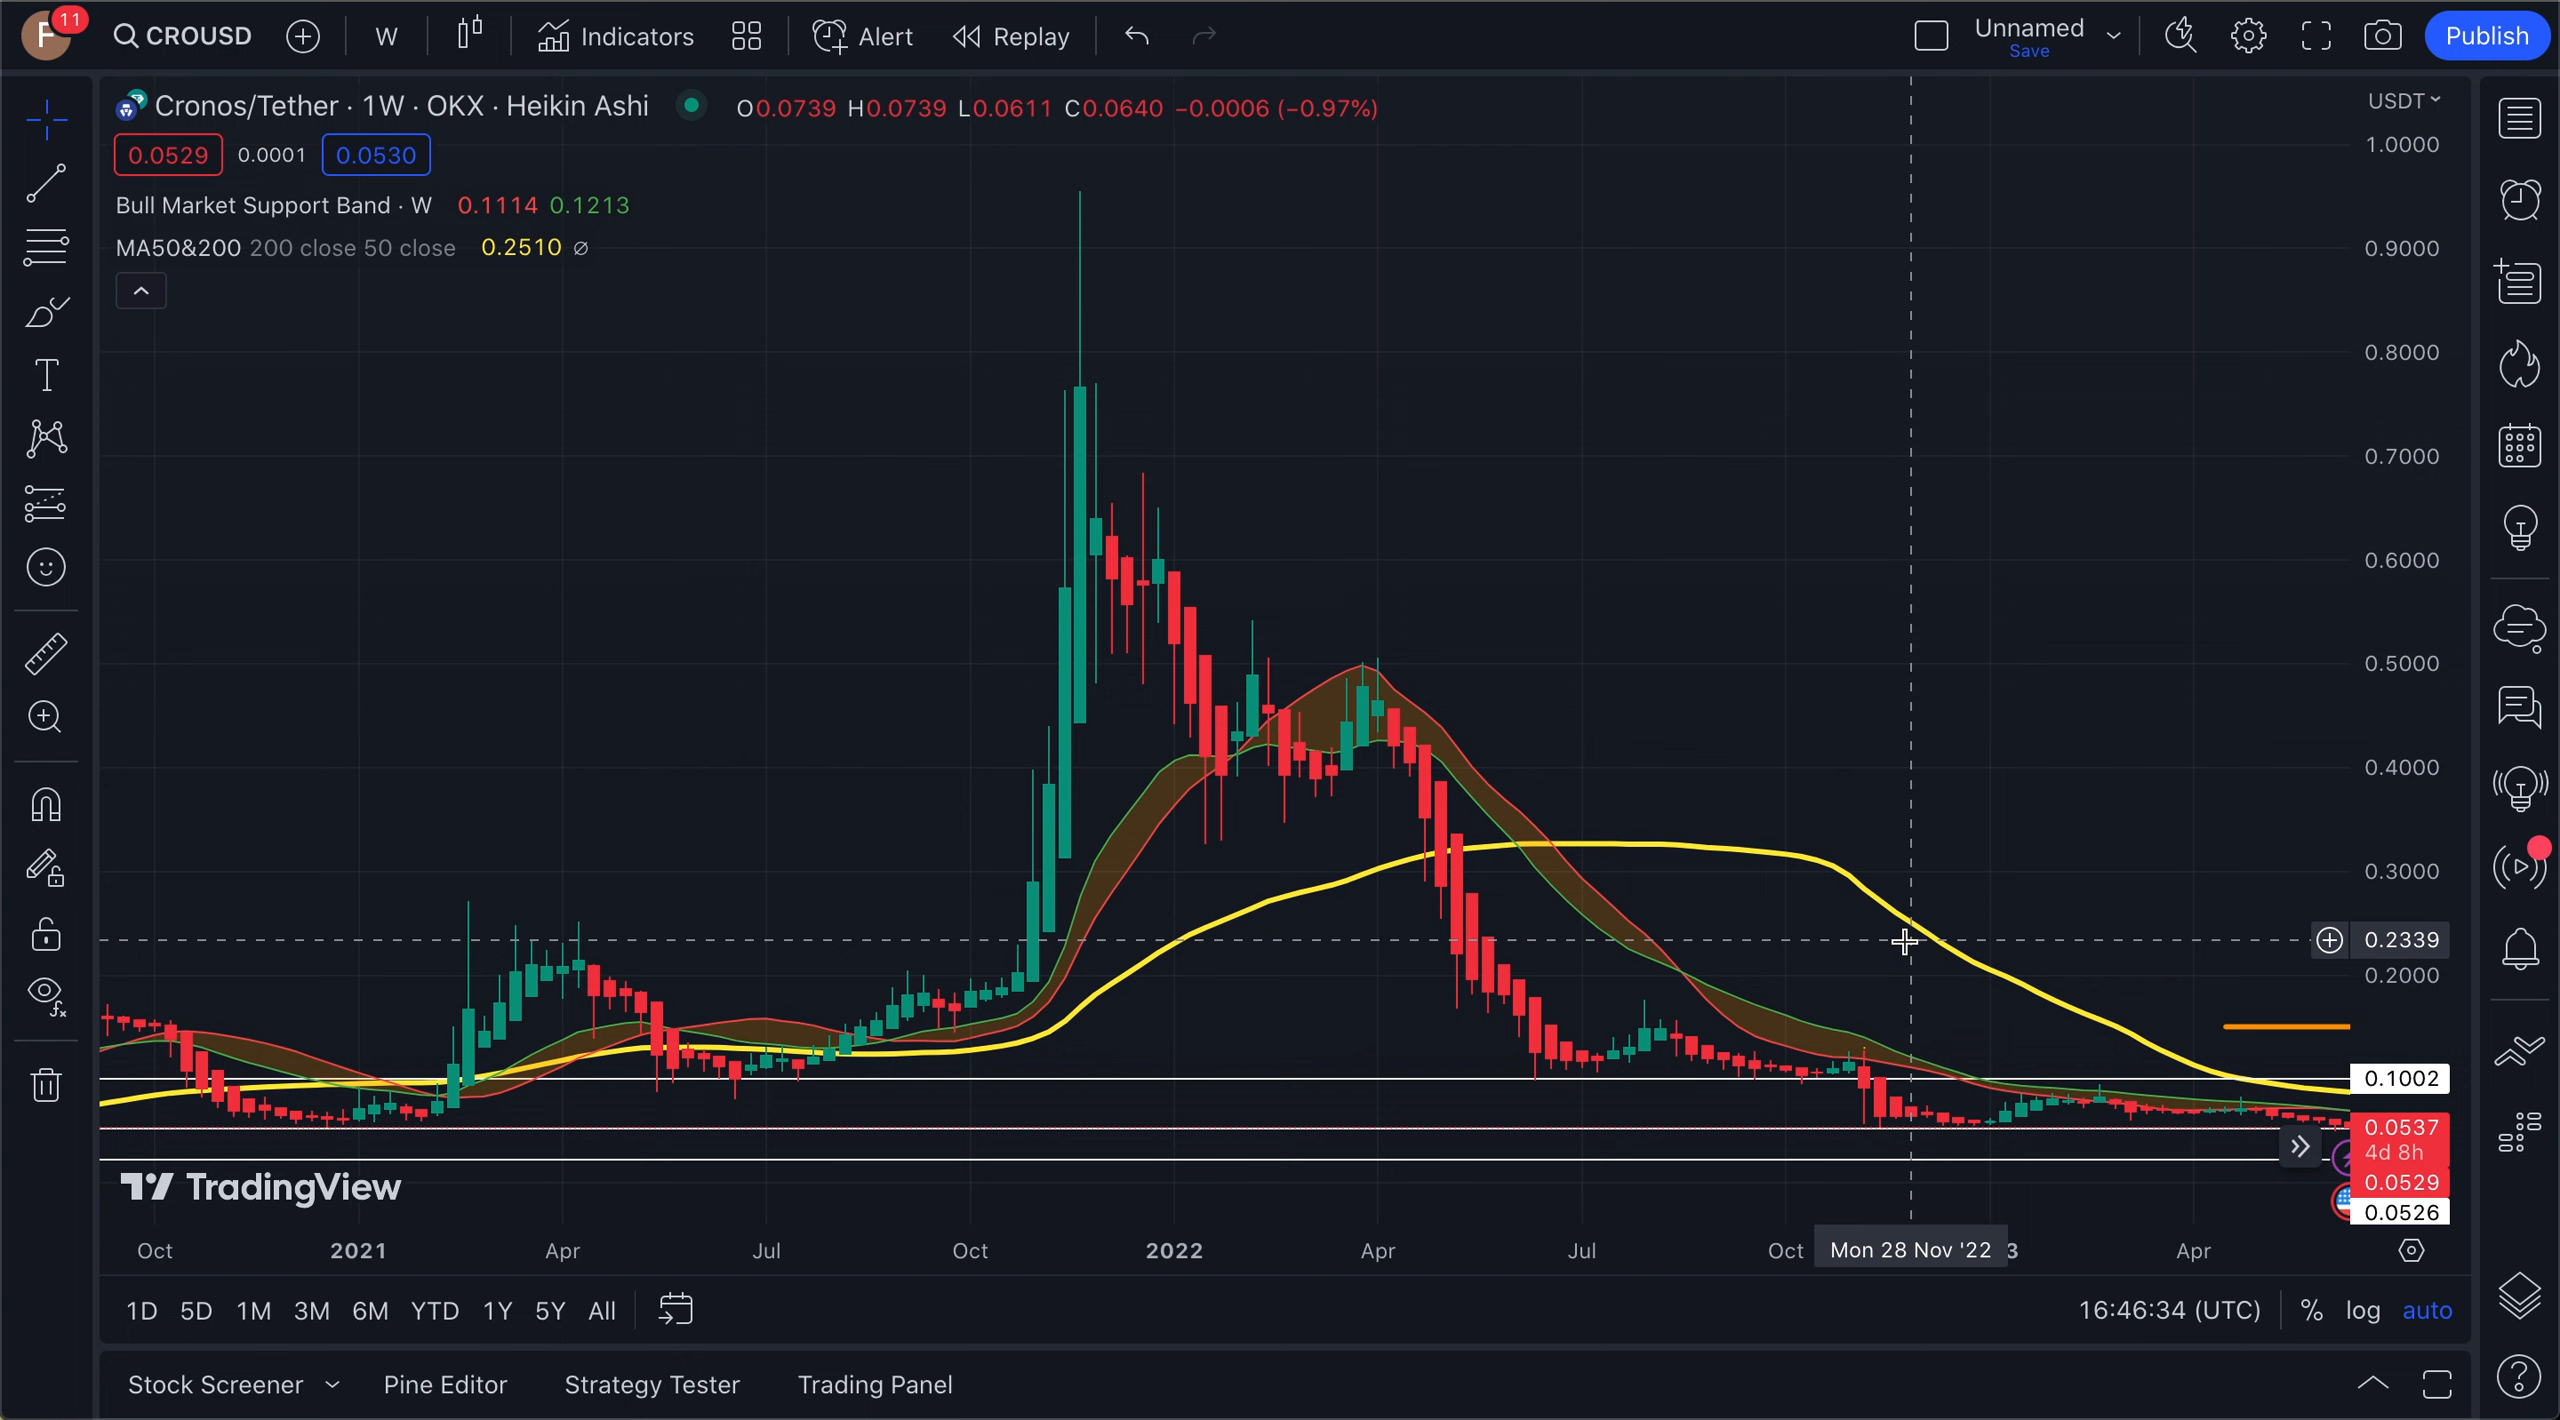 F 11 CROUSD W Indicators Alert Replay Unnamed Save Publish
Cronos/Tether · 1W · OKX · Heikin Ashi O0.0739 H0.0739 L0.0611 C0.0640 −0.0006 (−0.97%) USDT
0.0529 0.0001 0.0530
Bull Market Support Band · W 0.1114 0.1213
MA50&200 200 close 50 close 0.2510 ∅
1.0000
0.9000
0.8000
0.7000
0.6000
0.5000
0.4000
0.3000
0.2339
0.2000
0.1002
0.0537
4d 8h
0.0529
0.0526
TradingView
Oct 2021 Apr Jul Oct 2022 Apr Jul Oct Mon 28 Nov '22 3 Apr
1D 5D 1M 3M 6M YTD 1Y 5Y All 16:46:34 (UTC) % log auto
Stock Screener Pine Editor Strategy Tester Trading Panel